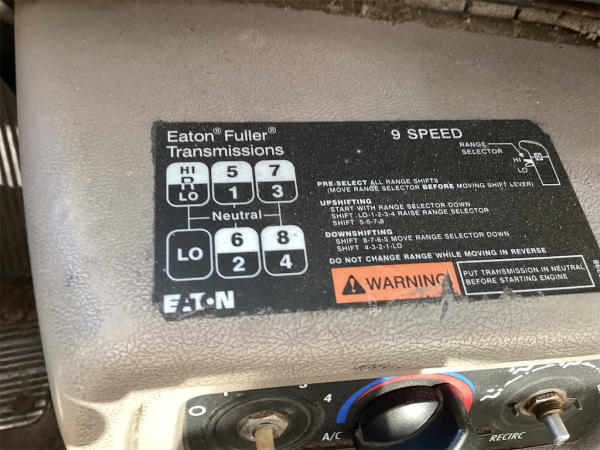 Eaton® Fuller®
Transmissions
9 SPEED
RANGE
SELECTOR
HI
LO
HI
R
LO
5
1
7
3
Neutral
LO
6
2
8
4
PRE-SELECT ALL RANGE SHIFTS
(MOVE RANGE SELECTOR BEFORE MOVING SHIFT LEVER)
UPSHIFTING
START WITH RANGE SELECTOR DOWN
SHIFT LO-1-2-3-4 RAISE RANGE SELECTOR
SHIFT 5-6-7-8
DOWNSHIFTING
SHIFT 8-7-6-5 MOVE RANGE SELECTOR DOWN
SHIFT 4-3-2-1-LO
DO NOT CHANGE RANGE WHILE MOVING IN REVERSE
WARNING
PUT TRANSMISSION IN NEUTRAL
BEFORE STARTING ENGINE
EATON
O
3
4
A/C
RECIRC